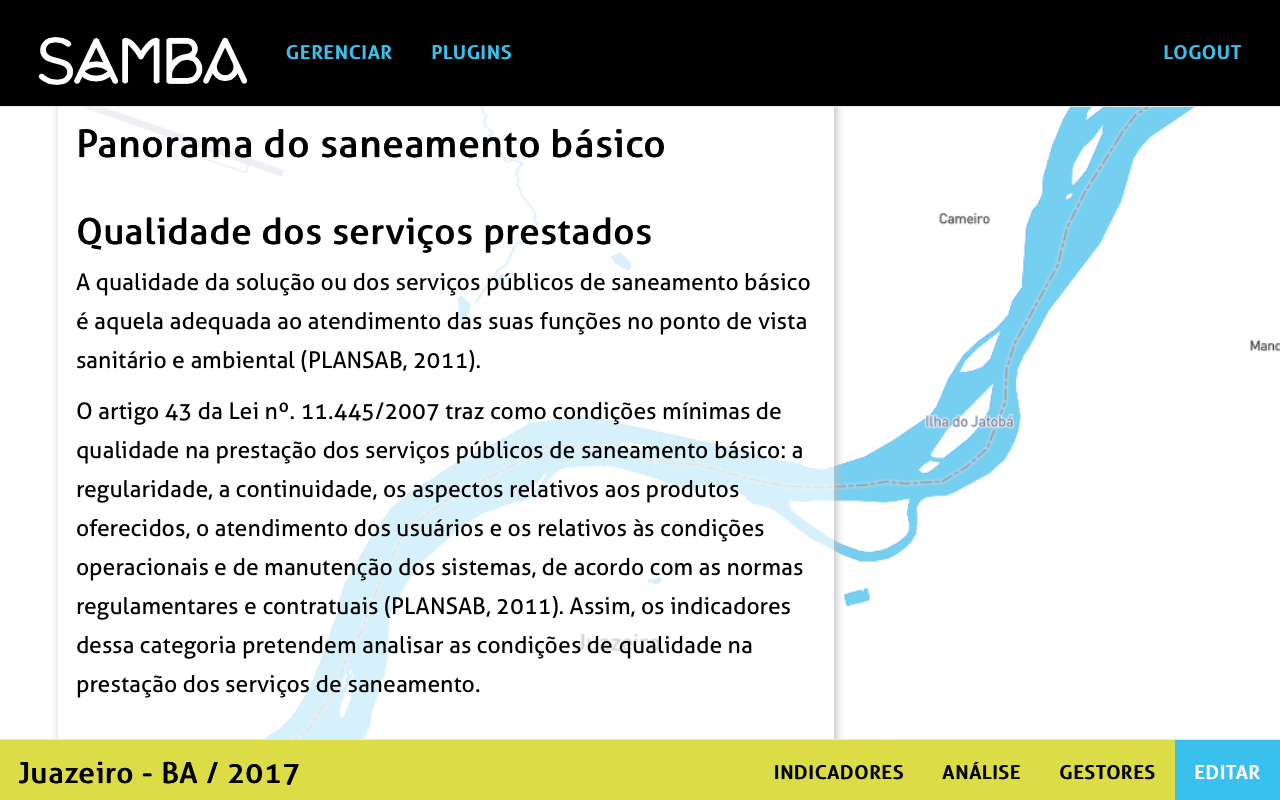 SAMBA
GERENCIAR
PLUGINS
LOGOUT
Panorama do saneamento básico
Qualidade dos serviços prestados
A qualidade da solução ou dos serviços públicos de saneamento básico
é aquela adequada ao atendimento das suas funções no ponto de vista
sanitário e ambiental (PLANSAB, 2011).
O artigo 43 da Lei nº. 11.445/2007 traz como condições mínimas de
qualidade na prestação dos serviços públicos de saneamento básico: a
regularidade, a continuidade, os aspectos relativos aos produtos
oferecidos, o atendimento dos usuários e os relativos às condições
operacionais e de manutenção dos sistemas, de acordo com as normas
regulamentares e contratuais (PLANSAB, 2011). Assim, os indicadores
dessa categoria pretendem analisar as condições de qualidade na
prestação dos serviços de saneamento.
Carneiro
Ilha do Jatobá
Juazeiro
Juazeiro - BA / 2017
INDICADORES
ANÁLISE
GESTORES
EDITAR